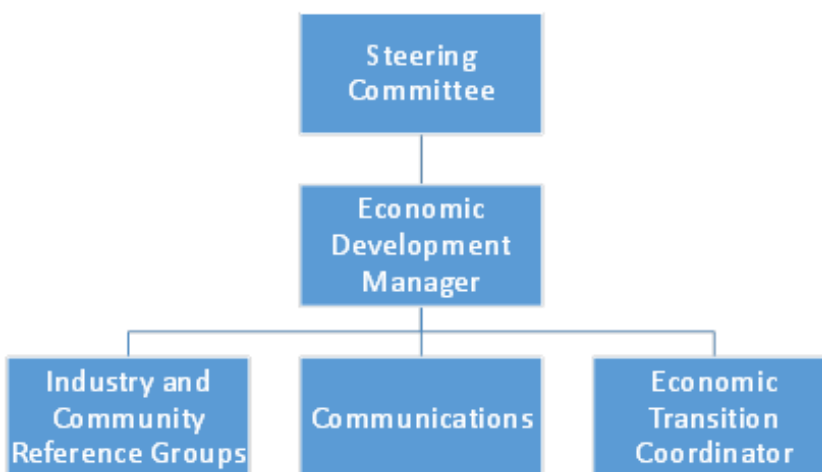 Steering
Committee
Economic
Development
Manager
Industry and
Community
Reference Groups
Communications
Economic
Transition
Coordinator